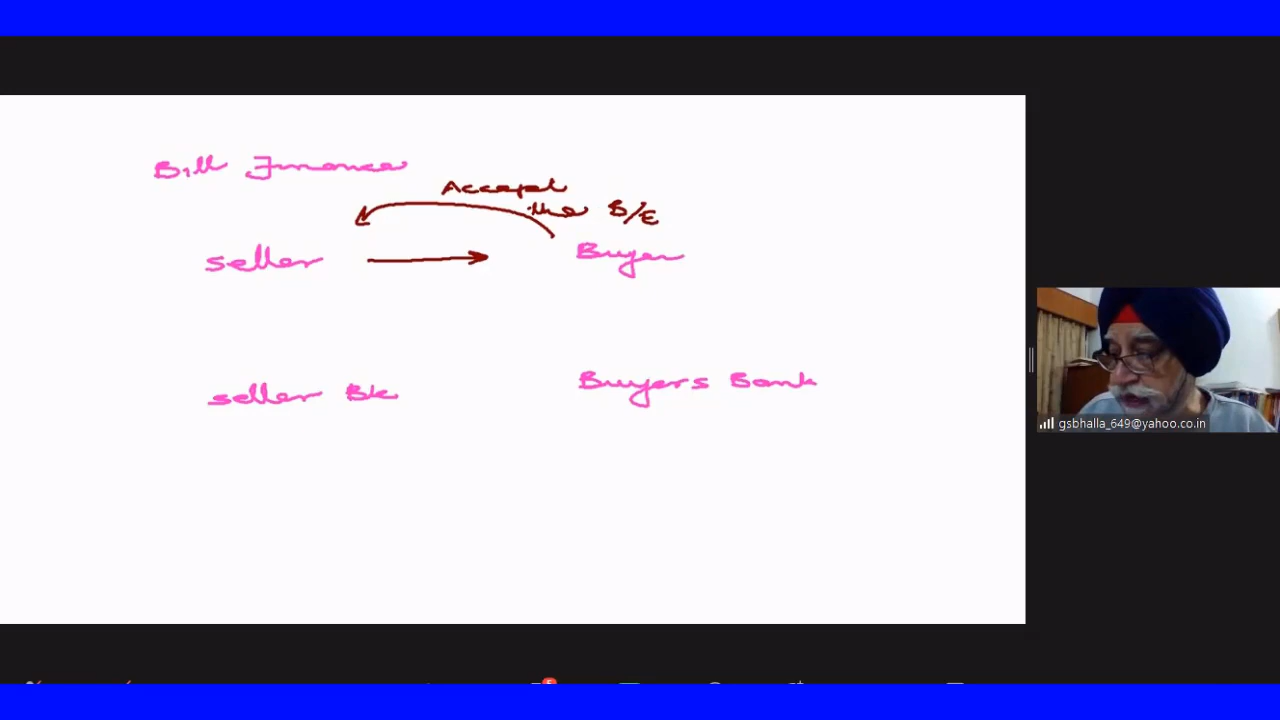 Bill Finance
Accept
the B/E
Seller
Buyer
Seller Bk
Buyers Bank
gsbhalla_649@yahoo.co.in